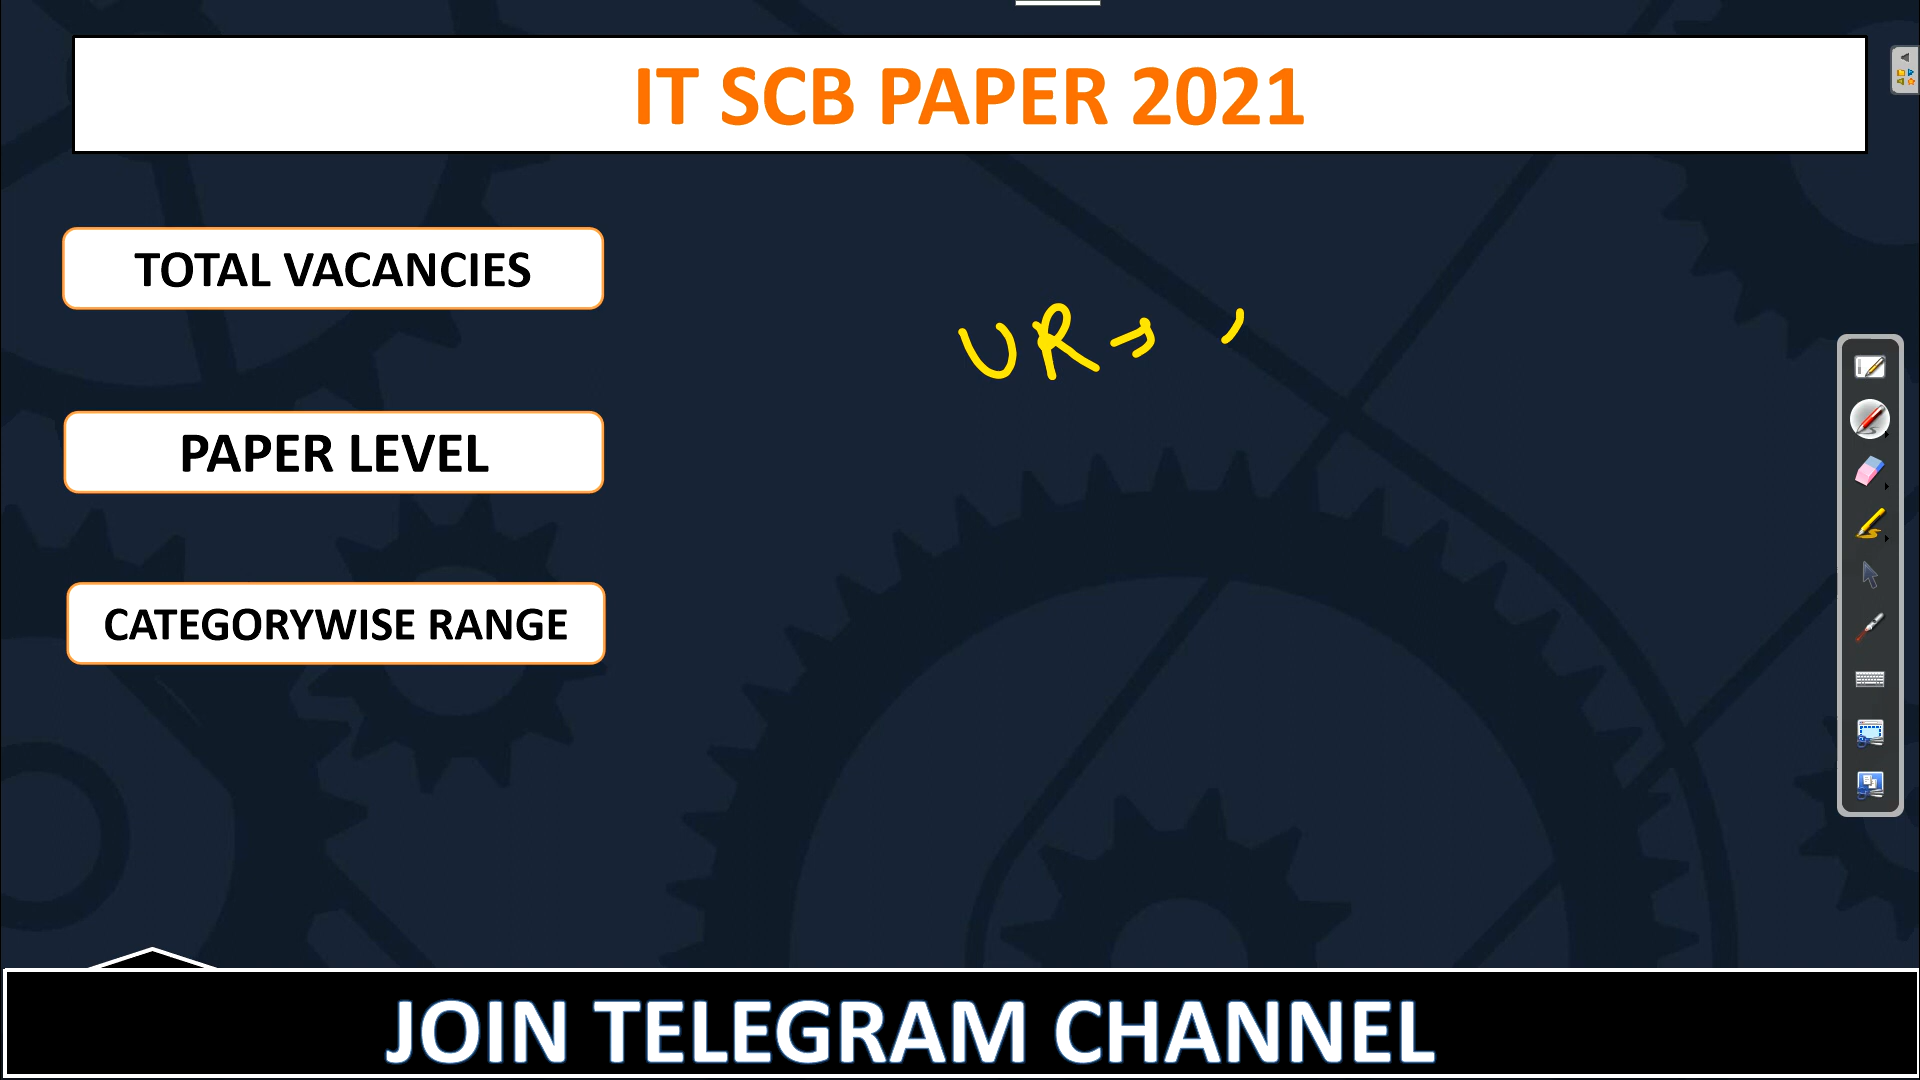 IT SCB PAPER 2021
TOTAL VACANCIES
UR →
PAPER LEVEL
CATEGORYWISE RANGE
JOIN TELEGRAM CHANNEL